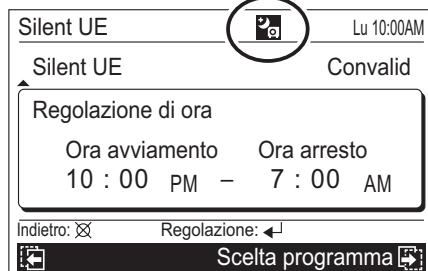 Silent UE Lu 10:00AM
Silent UE Convalid
Regolazione di ora
Ora avviamento Ora arresto
10 : 00 PM – 7 : 00 AM
Indietro: Regolazione:
Scelta programma